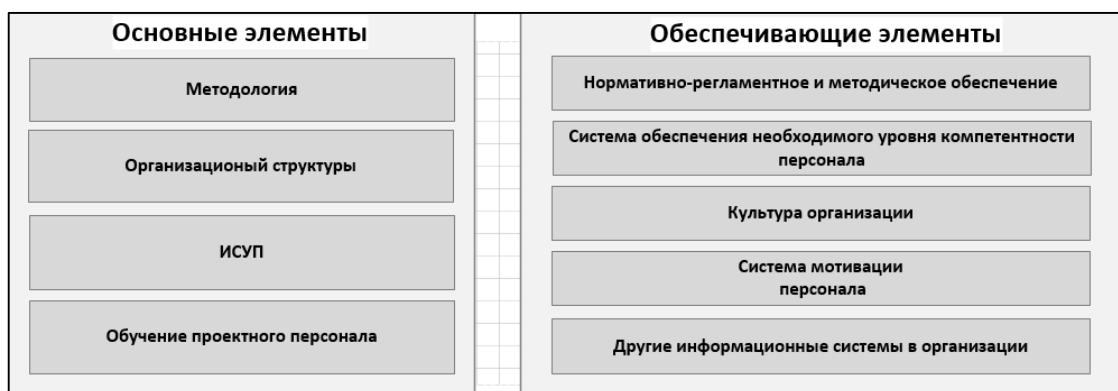 Основные элементы
Методология
Организационый структуры
ИСУП
Обучение проектного персонала
Обеспечивающие элементы
Нормативно-регламентное и методическое обеспечение
Система обеспечения необходимого уровня компетентности
персонала
Культура организации
Система мотивации
персонала
Другие информационные системы в организации